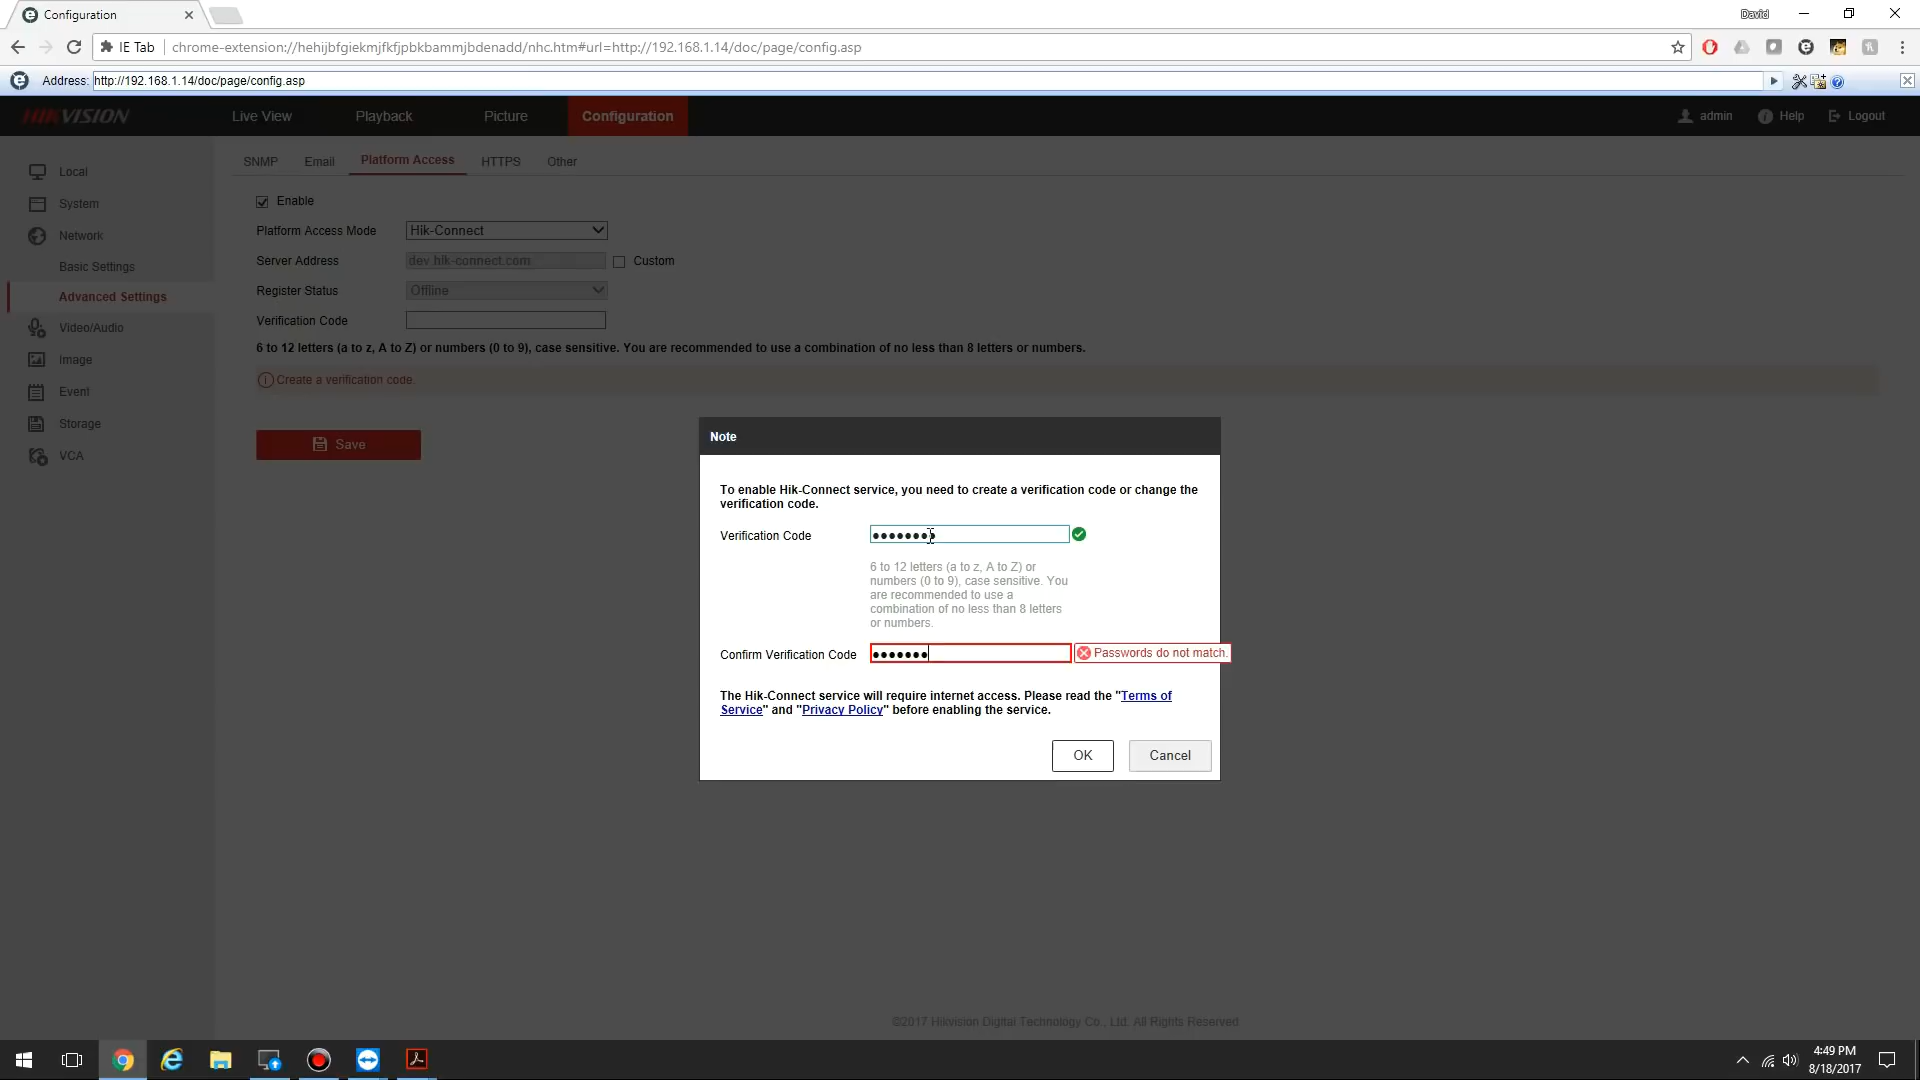 Configuration
David
IE Tab
chrome-extension://hehijbfgiekmjfkfjpbkbammjbdenadd/nhc.htm#url=http://192.168.1.14/doc/page/config.asp
Address: http://192.168.1.14/doc/page/config.asp
HIKVISION
Live View
Playback
Picture
Configuration
admin
Help
Logout
Local
System
Network
Basic Settings
Advanced Settings
Video/Audio
Image
Event
Storage
VCA
SNMP
Email
Platform Access
HTTPS
Other
Enable
Platform Access Mode
Hik-Connect
Server Address
dev.hik-connect.com
Custom
Register Status
Offline
Verification Code
6 to 12 letters (a to z, A to Z) or numbers (0 to 9), case sensitive. You are recommended to use a combination of no less than 8 letters or numbers.
Create a verification code.
Save
Note
To enable Hik-Connect service, you need to create a verification code or change the
verification code.
Verification Code
6 to 12 letters (a to z, A to Z) or
numbers (0 to 9), case sensitive. You
are recommended to use a
combination of no less than 8 letters
or numbers.
Confirm Verification Code
Passwords do not match.
The Hik-Connect service will require internet access. Please read the "Terms of
Service" and "Privacy Policy" before enabling the service.
OK
Cancel
©2017 Hikvision Digital Technology Co., Ltd. All Rights Reserved.
4:49 PM
8/18/2017